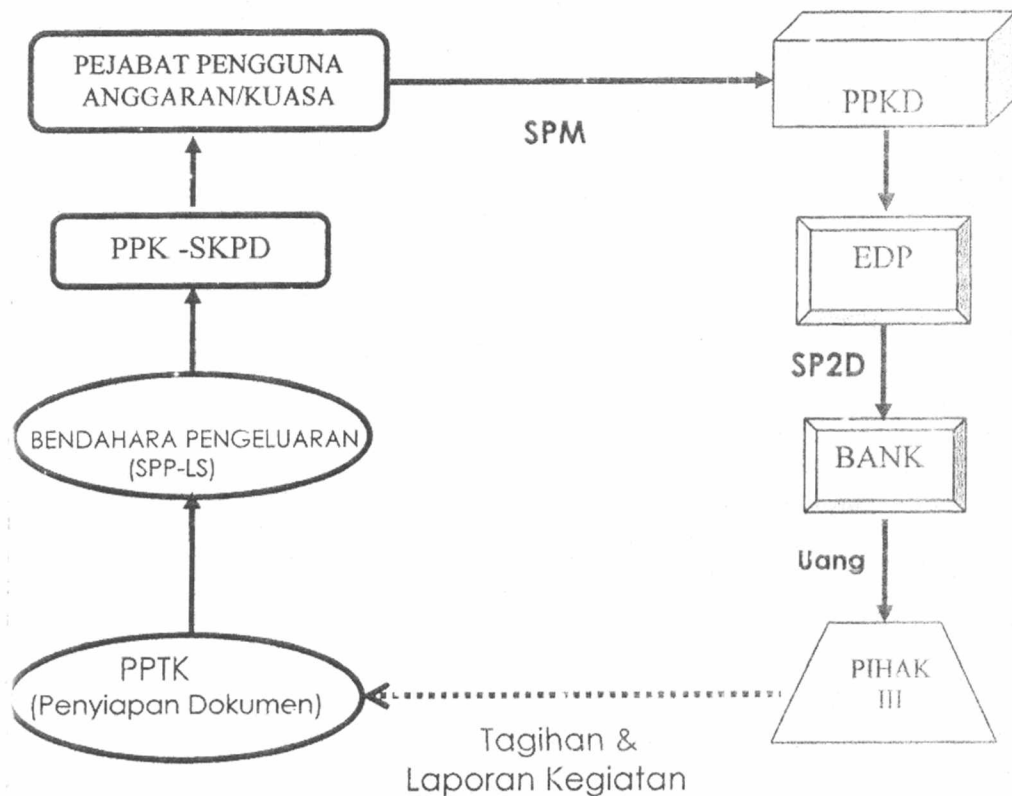 PEJABAT PENGGUNA
ANGGARAN/KUASA
SPM
PPKD
PPK -SKPD
EDP
SP2D
BENDAHARA PENGELUARAN
(SPP-LS)
BANK
Uang
PPTK
(Penyiapan Dokumen)
PIHAK
III
Tagihan &
Laporan Kegiatan